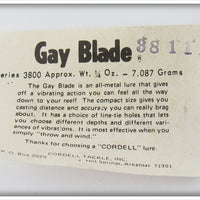 Gay Blade
3811
Series 3800 Approx. Wt. ¼ Oz. - 7.087 Grams
The Gay Blade is an all-metal lure that gives
off a vibrating action you can feel all the way
down to your reel! The compact size gives you
casting distance and accuracy you can really brag
about. It has a choice of line-tie holes that lets
you choose different depths and different vari-
ances of vibrations. It is most effective when you
simply "throw and wind."
Thanks for choosing a "CORDELL" lure!
CORDELL TACKLE, INC.
P. O. Box 2020 Hot Springs, Arkansas 71901